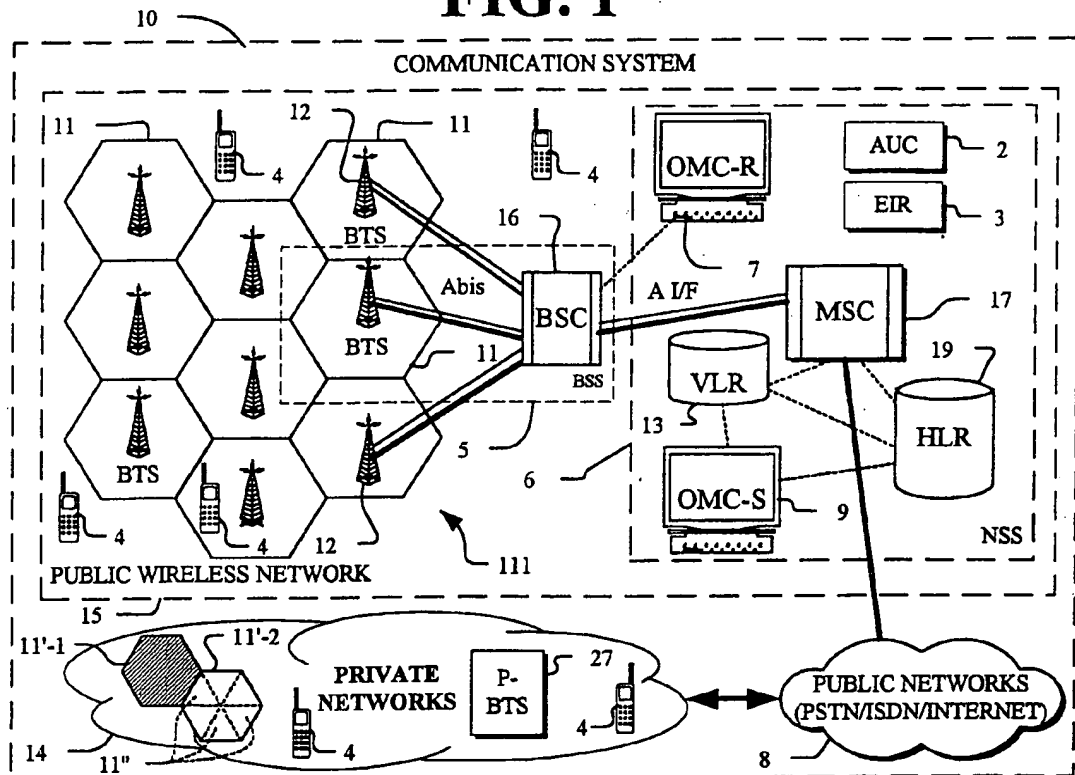 FIG. 1
10
COMMUNICATION SYSTEM
11
12
11
4
4
OMC-R
AUC
2
EIR
3
BTS
16
7
Abis
BSC
A I/F
MSC
17
BTS
11
BSS
VLR
19
13
HLR
BTS
5
6
OMC-S
9
4
4
12
111
NSS
PUBLIC WIRELESS NETWORK
15
11'-1
11'-2
PRIVATE
NETWORKS
P-
BTS
27
4
4
PUBLIC NETWORKS
(PSTN/ISDN/INTERNET)
14
11"
8